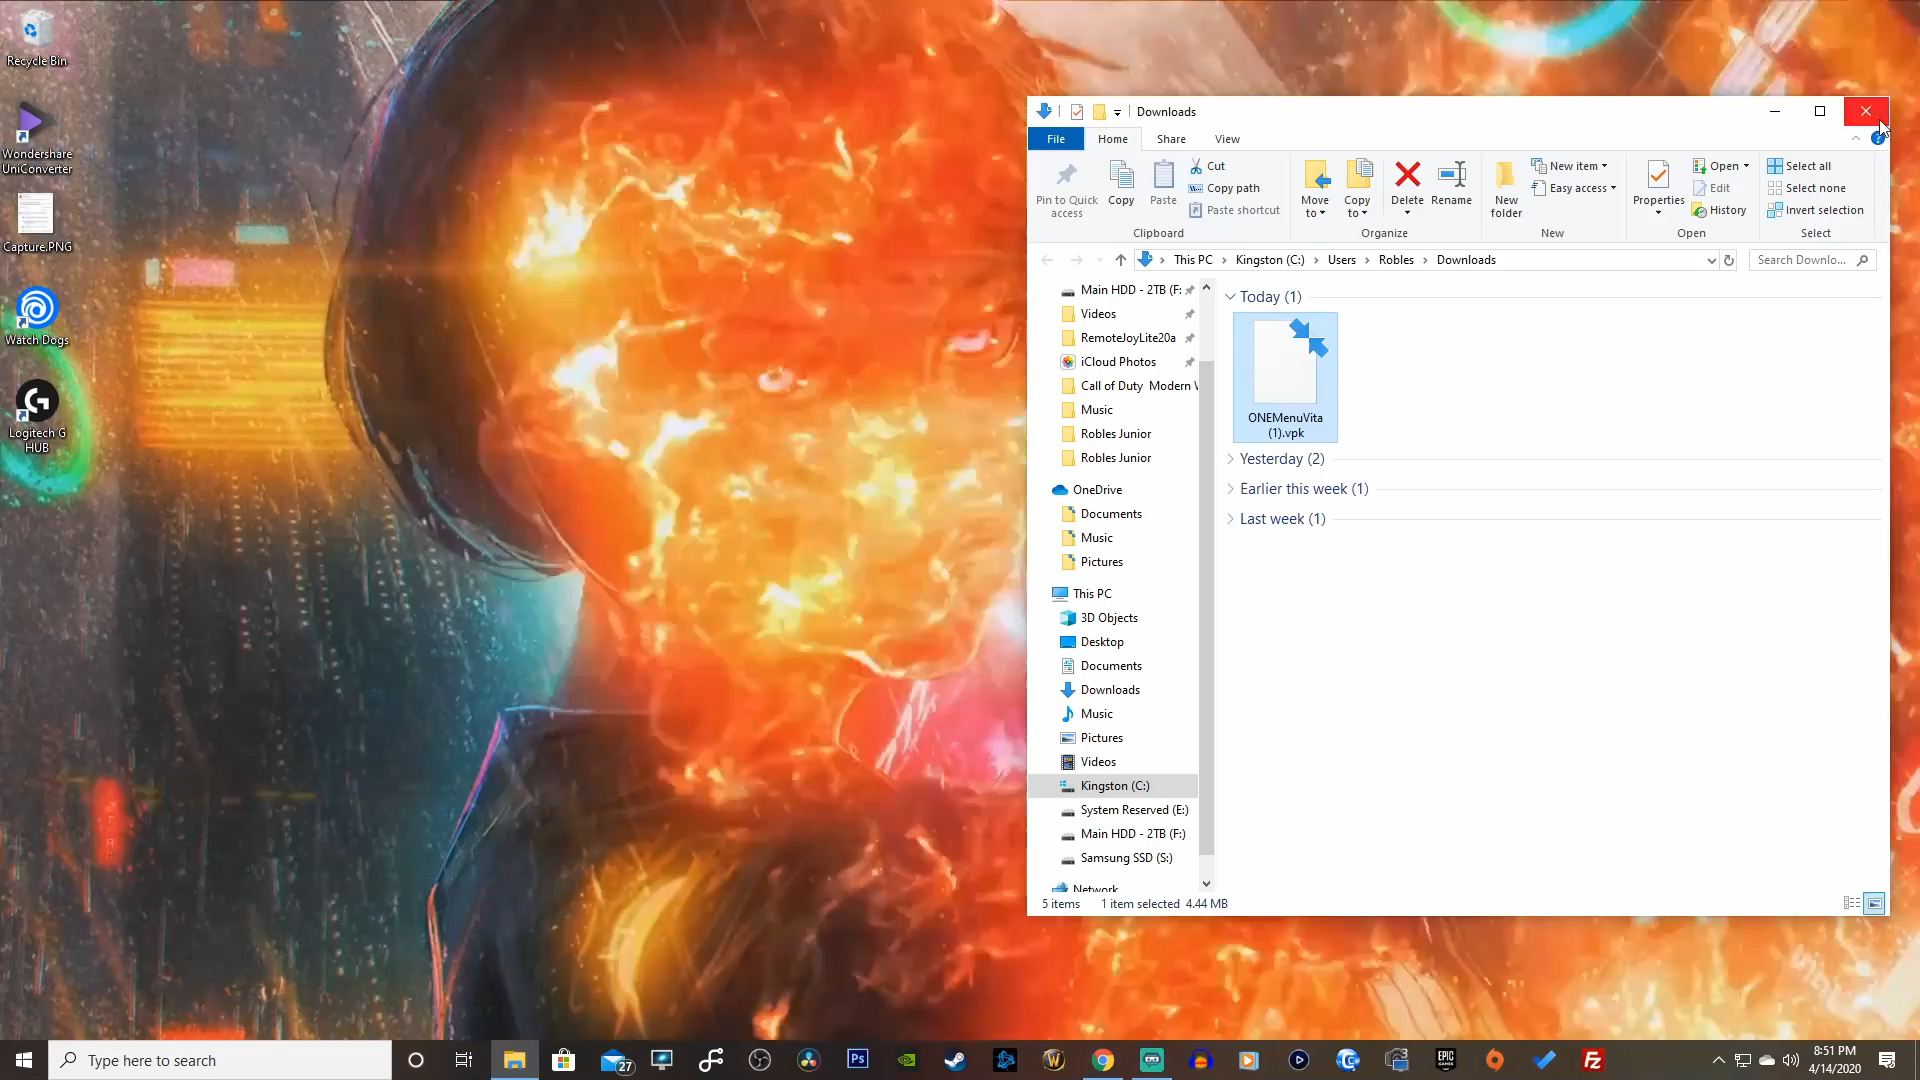 Recycle Bin
Wondershare
UniConverter
Capture.PNG
Watch Dogs
Logitech G
HUB
Downloads
File
Home
Share
View
Pin to Quick
access
Copy
Paste
Cut
Copy path
Paste shortcut
Clipboard
Move
to
Copy
to
Delete
Rename
Organize
New
folder
New item
Easy access
New
Properties
Open
Edit
History
Open
Select all
Select none
Invert selection
Select
This PC
Kingston (C:)
Users
Robles
Downloads
Search Downlo...
Main HDD - 2TB (F:
Videos
RemoteJoyLite20a
iCloud Photos
Call of Duty Modern
Music
Robles Junior
Robles Junior
OneDrive
Documents
Music
Pictures
This PC
3D Objects
Desktop
Documents
Downloads
Music
Pictures
Videos
Kingston (C:)
System Reserved (E:)
Main HDD - 2TB (F:)
Samsung SSD (S:)
Network
Today (1)
ONEMenuVita
(1).vpk
Yesterday (2)
Earlier this week (1)
Last week (1)
5 items
1 item selected 4.44 MB
Type here to search
27
Ps
EPIC
GAMES
Fz
8:51 PM
4/14/2020